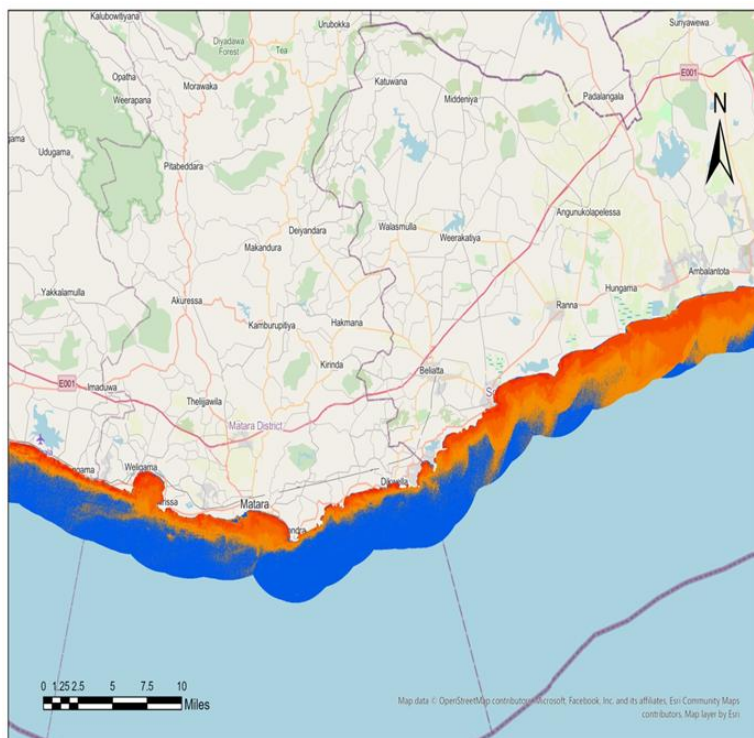 Kalubowitiyana
Urubokka
Suriyawewa
Diyadawa
Forest
Tea
E001
Opatha
Katuwana
Morawaka
Padalangala
Weerapana
Middeniya
N
Udugama
Pitabeddara
Angunukolapelessa
Deiyandara
Walasmulla
Weerakatiya
Makandura
Ambalantota
Hungama
Yakkalamulla
Akuressa
Ranna
Kamburupitiya
Hakmana
Kirinda
Beliatta
E001
Imaduwa
Thelijjawila
Matara District
Weligama
Dikwella
Matara
0 1.25 2.5 5 7.5 10
Miles
Map data © OpenStreetMap contributors, Microsoft, Facebook, Inc. and its affiliates, Esri Community Maps
contributors, Map layer by Esri